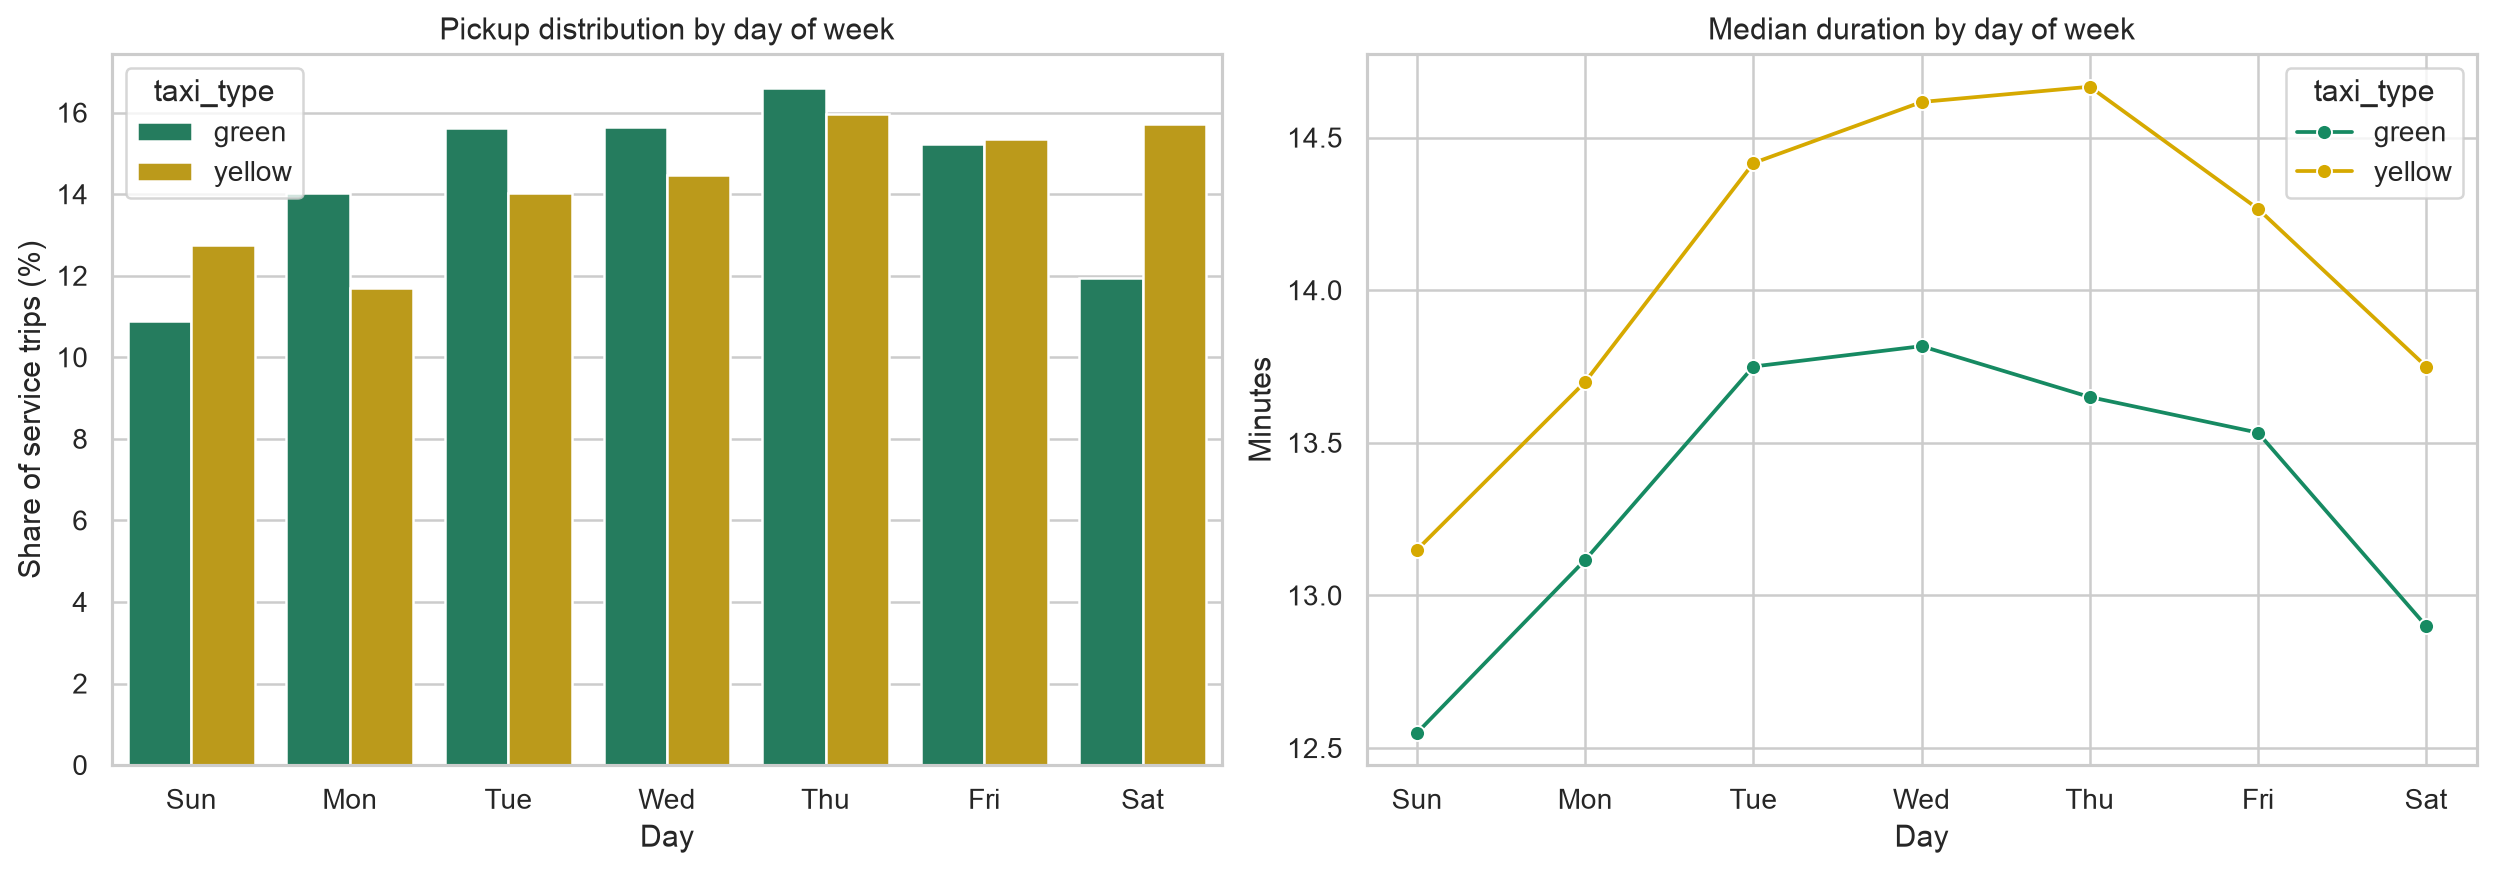 Pickup distribution by day of week
taxi_type
green
yellow
Share of service trips (%)
16
14
12
10
8
6
4
2
0
Sun Mon Tue Wed Thu Fri Sat
Day
Median duration by day of week
taxi_type
green
yellow
Minutes
14.5
14.0
13.5
13.0
12.5
Sun Mon Tue Wed Thu Fri Sat
Day